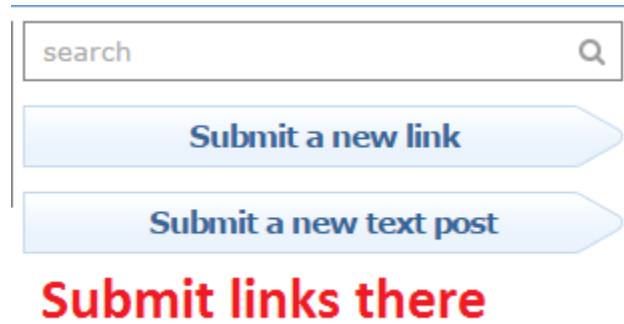 search
Submit a new link
Submit a new text post
Submit links there